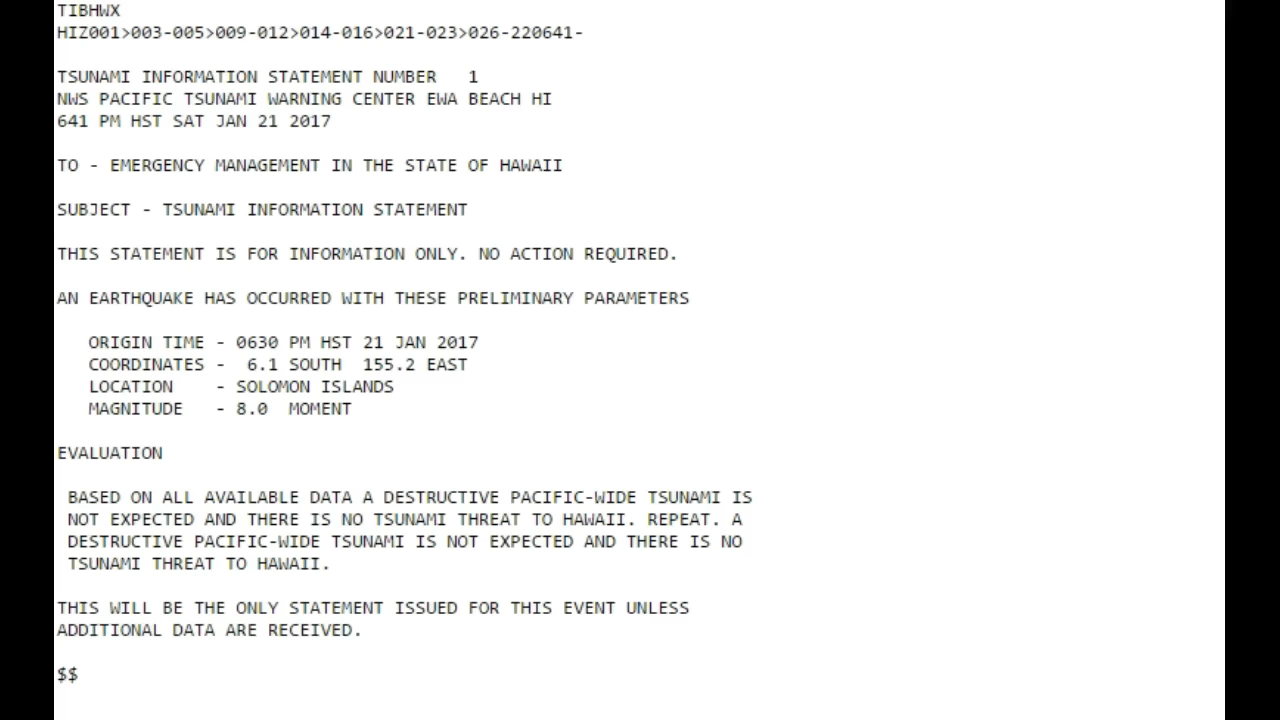 TIBHWX
HIZ001>003-005>009-012>014-016>021-023>026-220641-
TSUNAMI INFORMATION STATEMENT NUMBER   1
NWS PACIFIC TSUNAMI WARNING CENTER EWA BEACH HI
641 PM HST SAT JAN 21 2017
TO - EMERGENCY MANAGEMENT IN THE STATE OF HAWAII
SUBJECT - TSUNAMI INFORMATION STATEMENT
THIS STATEMENT IS FOR INFORMATION ONLY. NO ACTION REQUIRED.
AN EARTHQUAKE HAS OCCURRED WITH THESE PRELIMINARY PARAMETERS
ORIGIN TIME - 0630 PM HST 21 JAN 2017
COORDINATES -  6.1 SOUTH  155.2 EAST
LOCATION    - SOLOMON ISLANDS
MAGNITUDE   - 8.0  MOMENT
EVALUATION
BASED ON ALL AVAILABLE DATA A DESTRUCTIVE PACIFIC-WIDE TSUNAMI IS
NOT EXPECTED AND THERE IS NO TSUNAMI THREAT TO HAWAII. REPEAT. A
DESTRUCTIVE PACIFIC-WIDE TSUNAMI IS NOT EXPECTED AND THERE IS NO
TSUNAMI THREAT TO HAWAII.
THIS WILL BE THE ONLY STATEMENT ISSUED FOR THIS EVENT UNLESS
ADDITIONAL DATA ARE RECEIVED.
$$